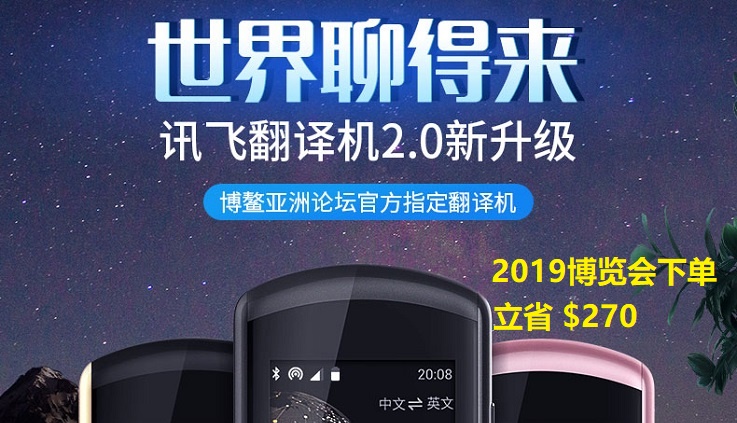 世界聊得来
讯飞翻译机2.0新升级
博鳌亚洲论坛官方指定翻译机
2019博览会下单
立省 $270
20:08
中文⇌英文